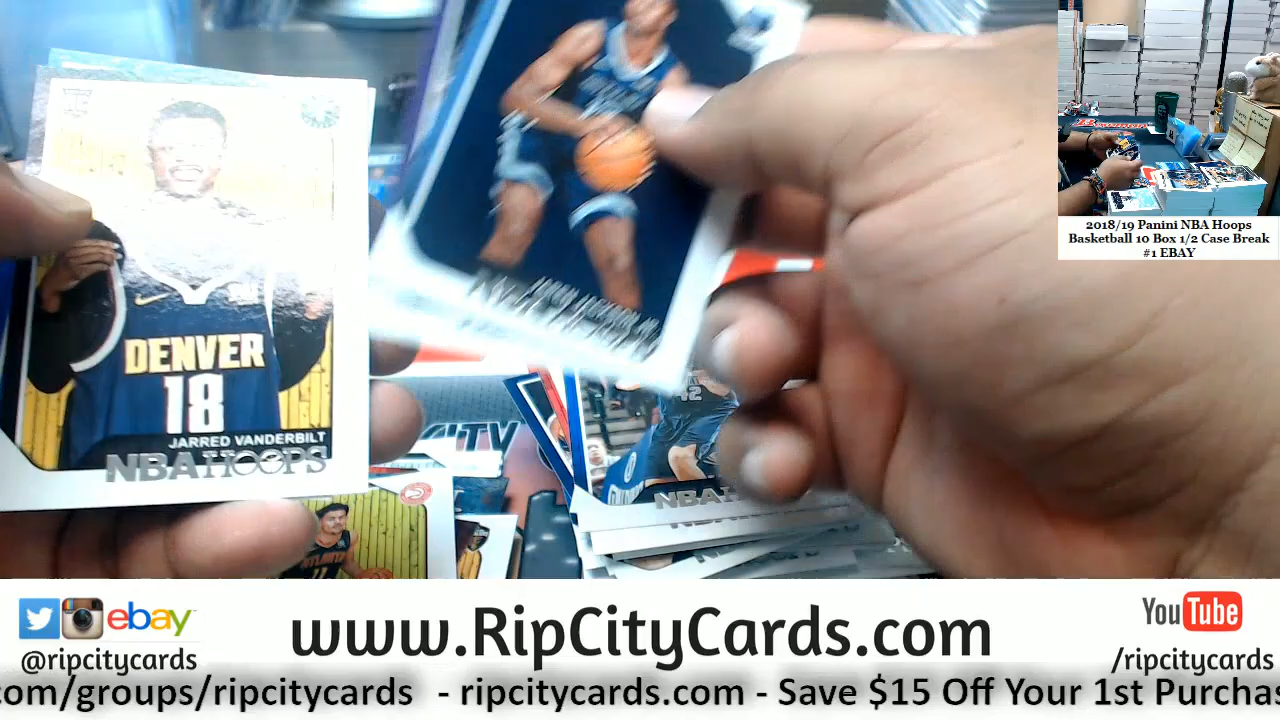 DENVER
18
JARRED VANDERBILT
NBA HOOPS
2018/19 Panini NBA Hoops
Basketball 10 Box 1/2 Case Break
#1 EBAY
ebay
@ripcitycards
www.RipCityCards.com
YouTube
/ripcitycards
com/groups/ripcitycards - ripcitycards.com - Save $15 Off Your 1st Purchas